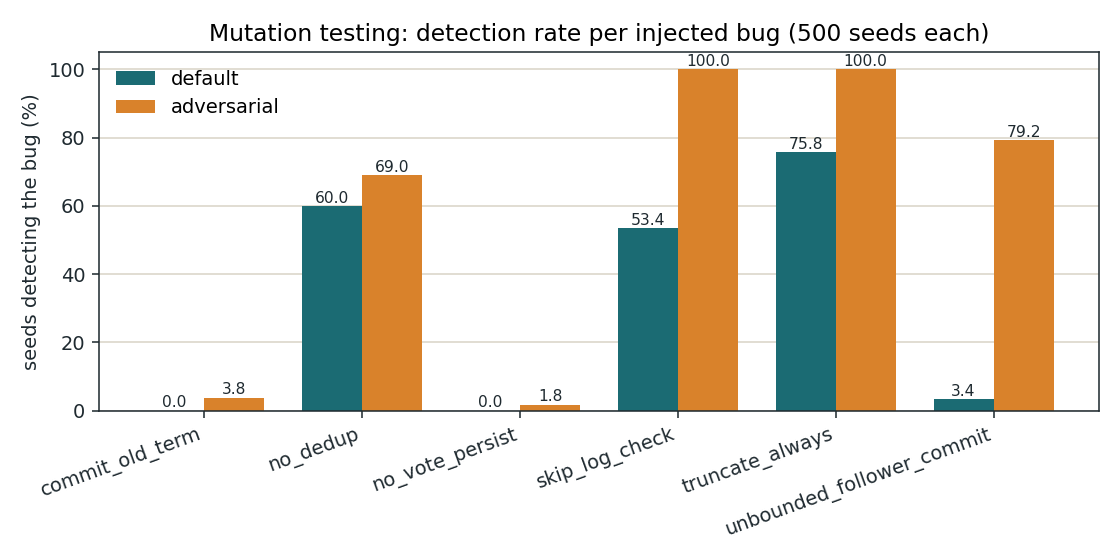 Mutation testing: detection rate per injected bug (500 seeds each)
seeds detecting the bug (%)
100
80
60
40
20
0
default
adversarial
0.0
3.8
60.0
69.0
0.0
1.8
53.4
100.0
75.8
100.0
3.4
79.2
commit_old_term
no_dedup
no_vote_persist
skip_log_check
truncate_always
unbounded_follower_commit